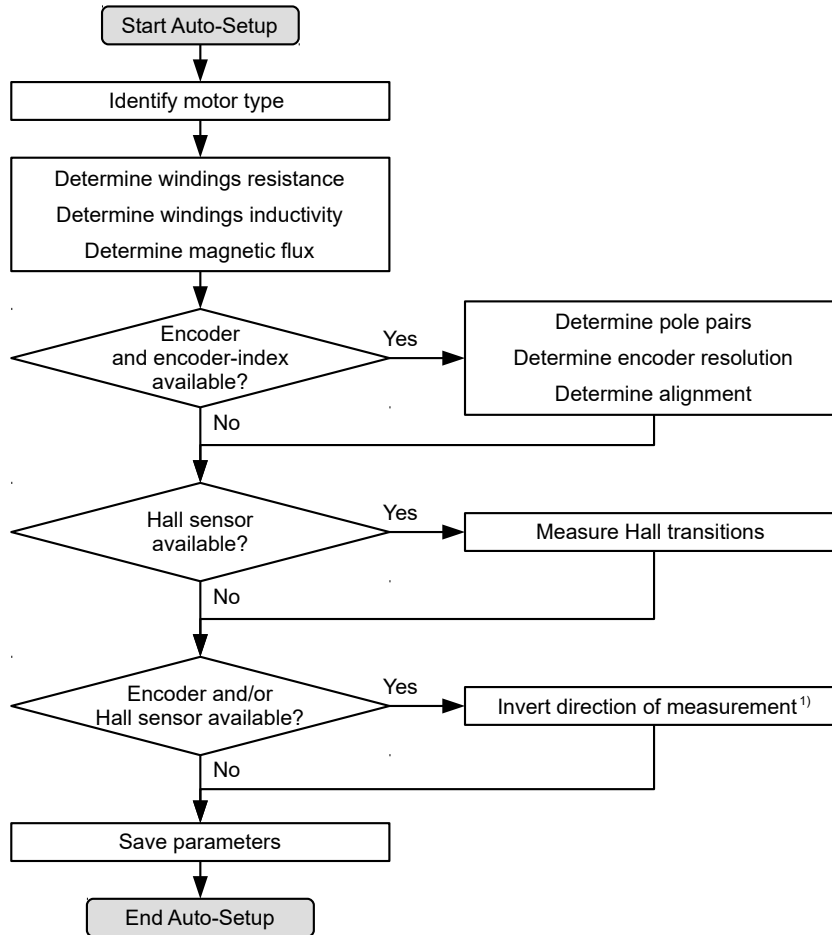 Start Auto-Setup
Identify motor type
Determine windings resistance
Determine windings inductivity
Determine magnetic flux
Encoder
and encoder-index
available?
Yes
Determine pole pairs
Determine encoder resolution
Determine alignment
No
Hall sensor
available?
Yes
Measure Hall transitions
No
Encoder and/or
Hall sensor available?
Yes
Invert direction of measurement 1)
No
Save parameters
End Auto-Setup